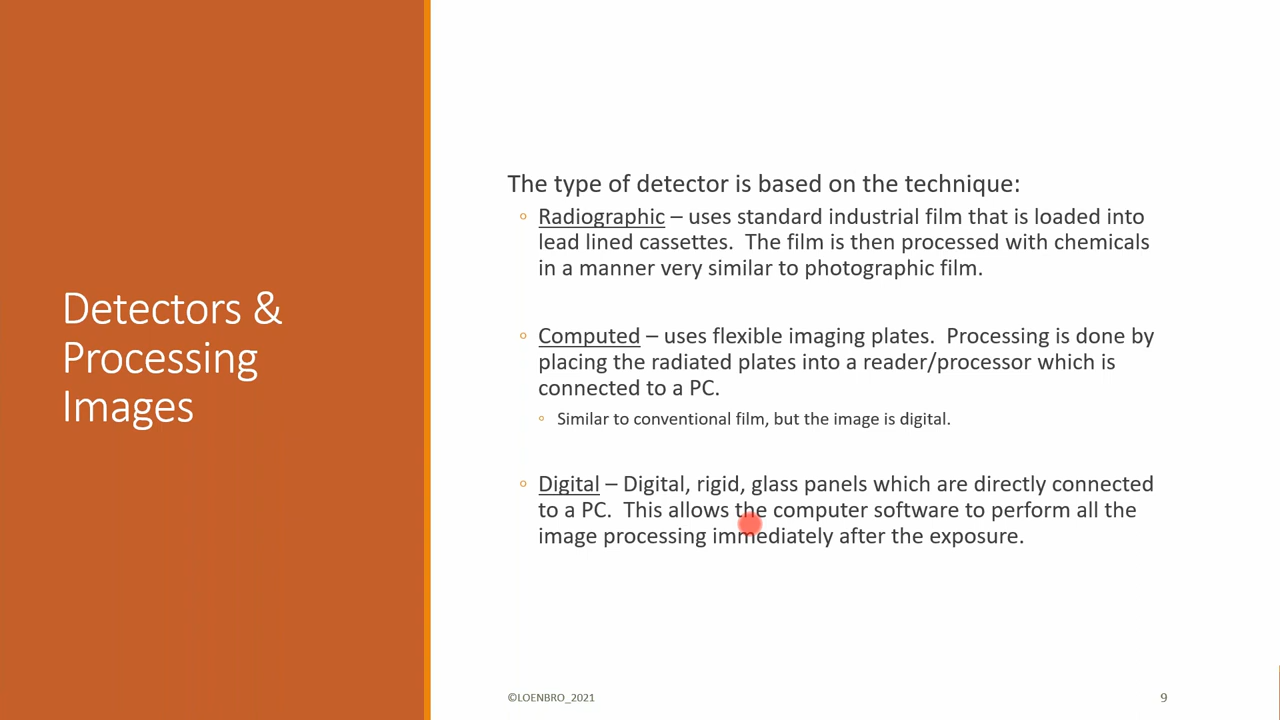 Detectors &
Processing
Images
The type of detector is based on the technique:
Radiographic – uses standard industrial film that is loaded into
lead lined cassettes.  The film is then processed with chemicals
in a manner very similar to photographic film.
Computed – uses flexible imaging plates.  Processing is done by
placing the radiated plates into a reader/processor which is
connected to a PC.
Similar to conventional film, but the image is digital.
Digital – Digital, rigid, glass panels which are directly connected
to a PC.  This allows the computer software to perform all the
image processing immediately after the exposure.
©LOENBRO_2021
9